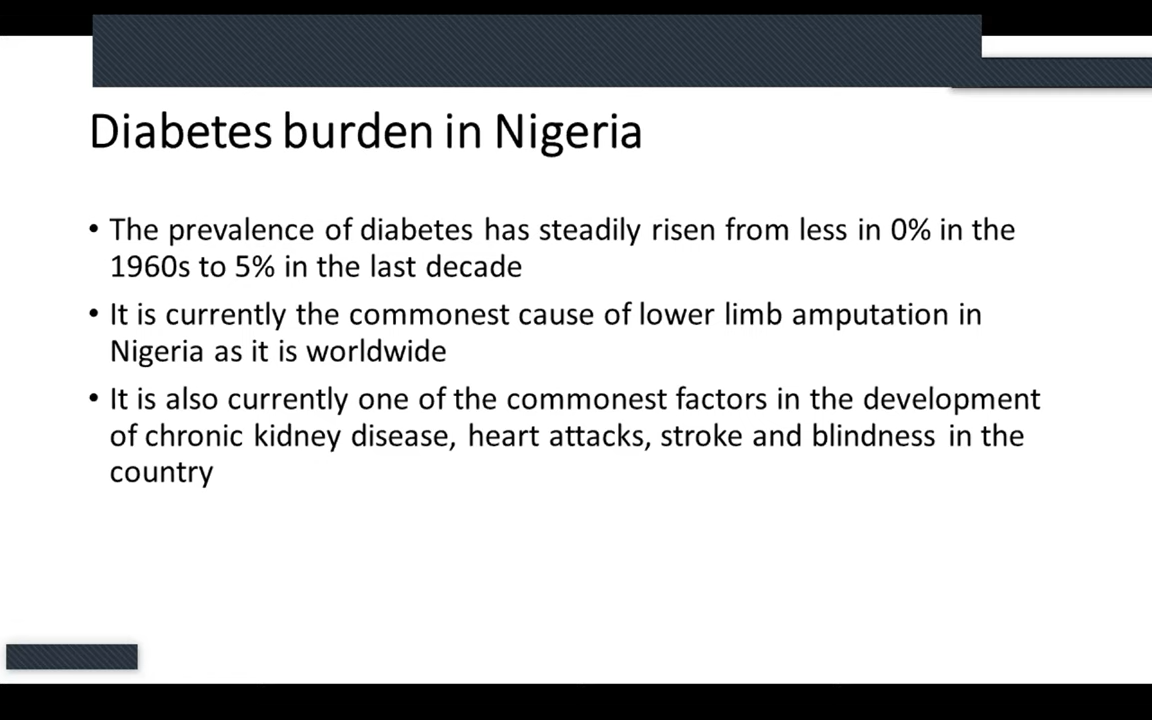 Diabetes burden in Nigeria
• The prevalence of diabetes has steadily risen from less in 0% in the
1960s to 5% in the last decade
• It is currently the commonest cause of lower limb amputation in
Nigeria as it is worldwide
• It is also currently one of the commonest factors in the development
of chronic kidney disease, heart attacks, stroke and blindness in the
country